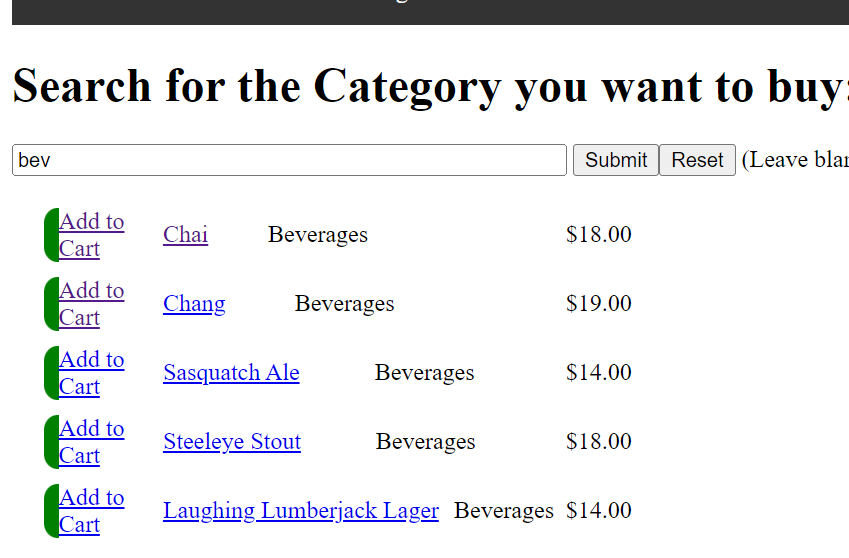 Search for the Category you want to buy:
bev Submit Reset (Leave
Add to Cart Chai Beverages $18.00
Add to Cart Chang Beverages $19.00
Add to Cart Sasquatch Ale Beverages $14.00
Add to Cart Steeleye Stout Beverages $18.00
Add to Cart Laughing Lumberjack Lager Beverages $14.00